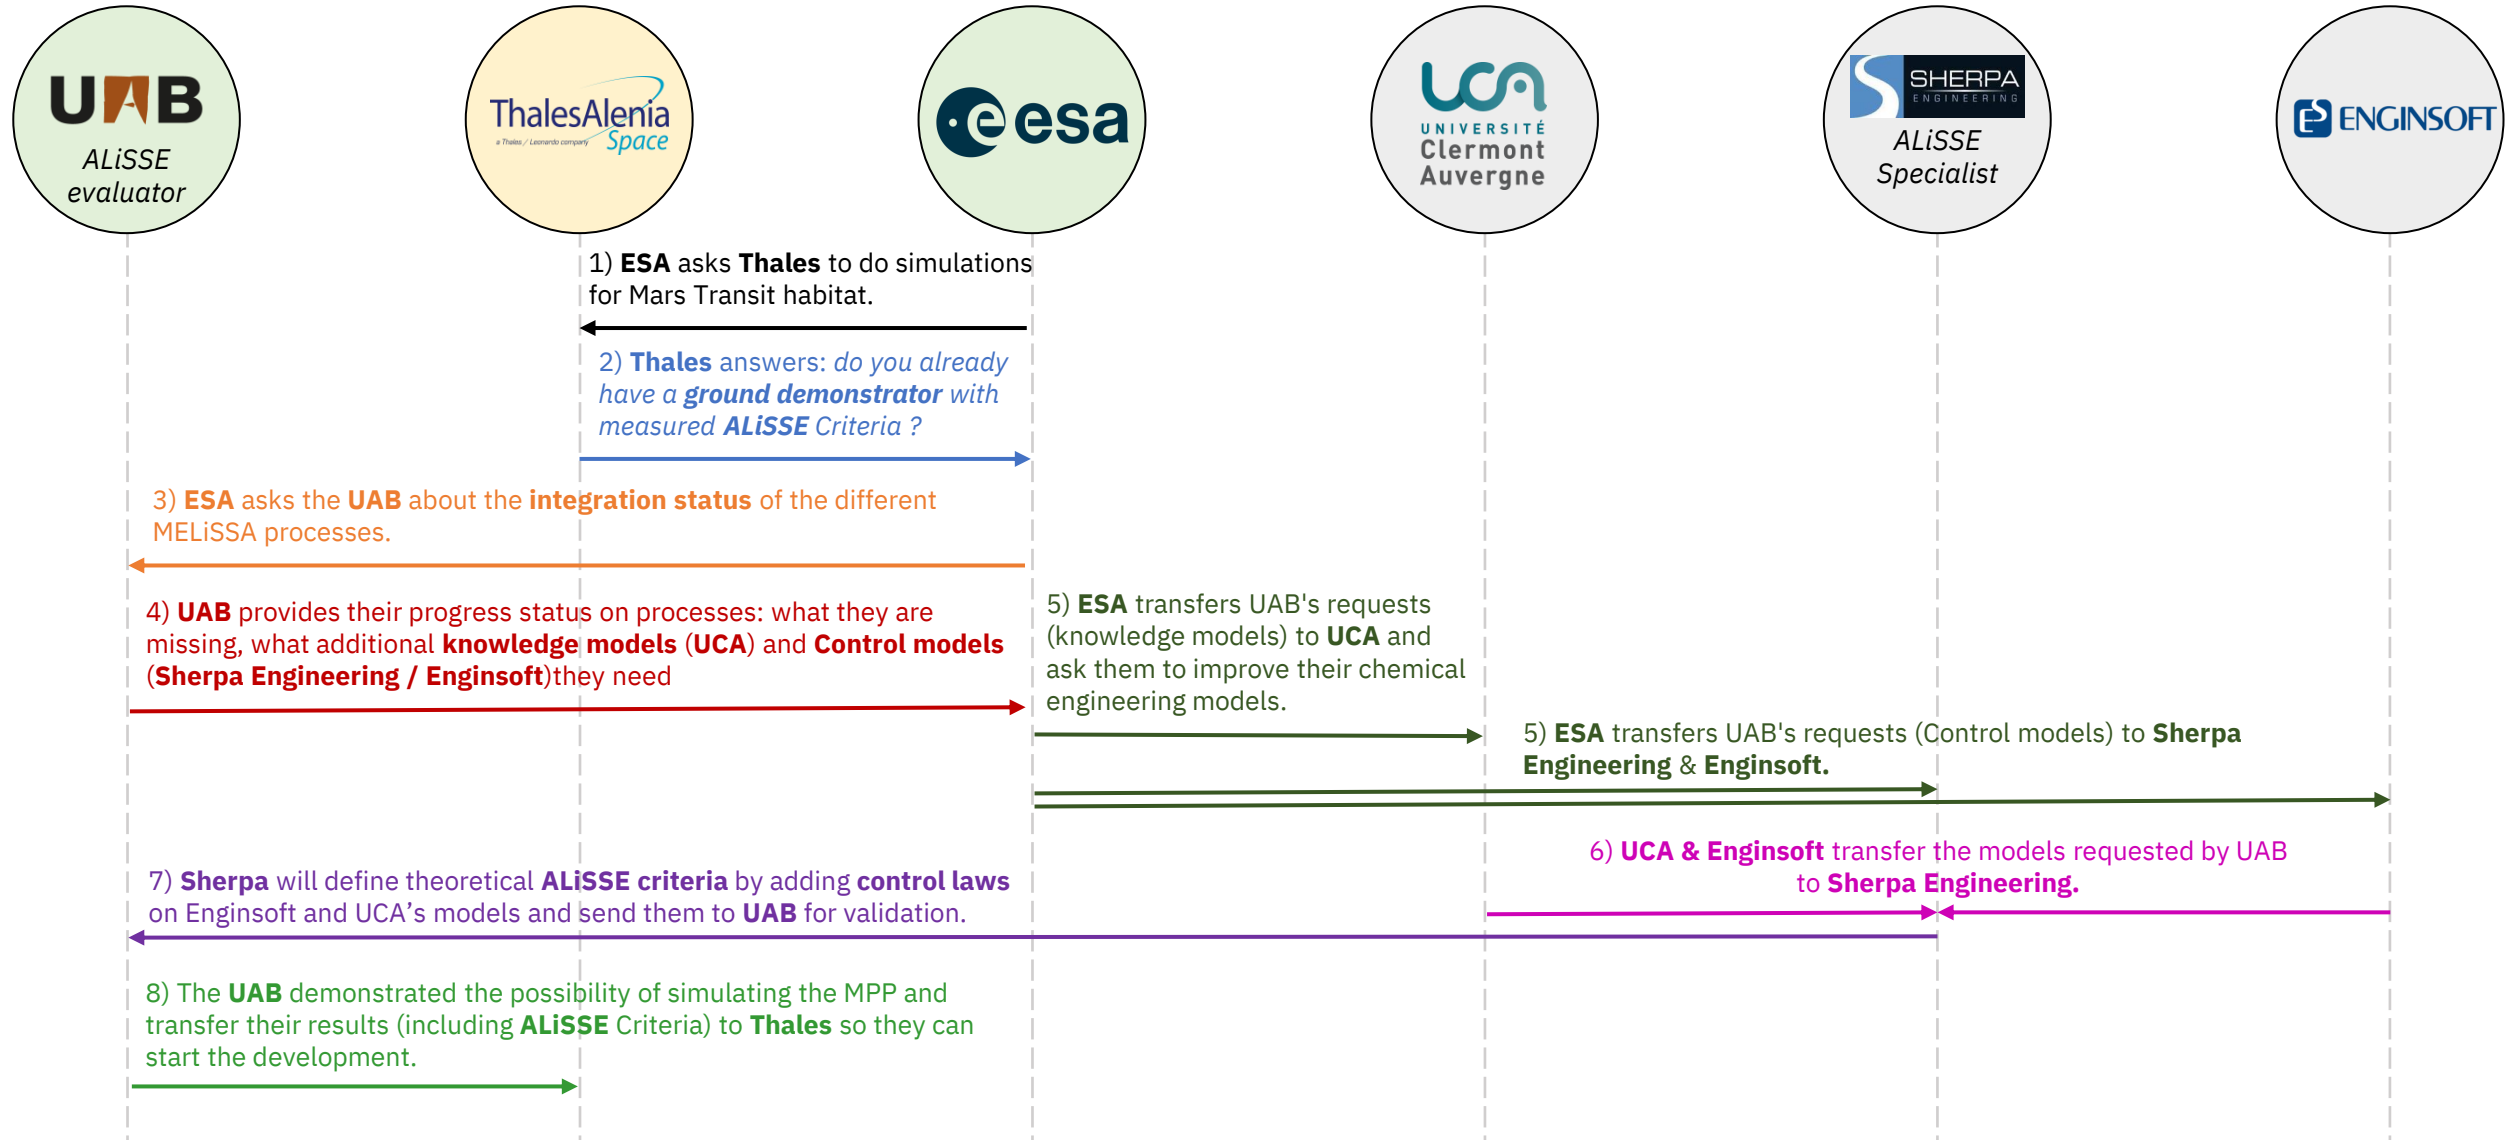 UAB
ALiSSE
evaluator
ThalesAlenia
a Thales / Leonardo company
Space
esa
uca
UNIVERSITÉ
Clermont
Auvergne
SHERPA
ENGINEERING
ALiSSE
Specialist
ES ENGINSOFT
1) ESA asks Thales to do simulations
for Mars Transit habitat.
2) Thales answers: do you already
have a ground demonstrator with
measured ALiSSE Criteria ?
3) ESA asks the UAB about the integration status of the different
MELiSSA processes.
4) UAB provides their progress status on processes: what they are
missing, what additional knowledge models (UCA) and Control models
(Sherpa Engineering / Enginsoft)they need
5) ESA transfers UAB's requests
(knowledge models) to UCA and
ask them to improve their chemical
engineering models.
5) ESA transfers UAB's requests (Control models) to Sherpa
Engineering & Enginsoft.
6) UCA & Enginsoft transfer the models requested by UAB
to Sherpa Engineering.
7) Sherpa will define theoretical ALiSSE criteria by adding control laws
on Enginsoft and UCA’s models and send them to UAB for validation.
8) The UAB demonstrated the possibility of simulating the MPP and
transfer their results (including ALiSSE Criteria) to Thales so they can
start the development.